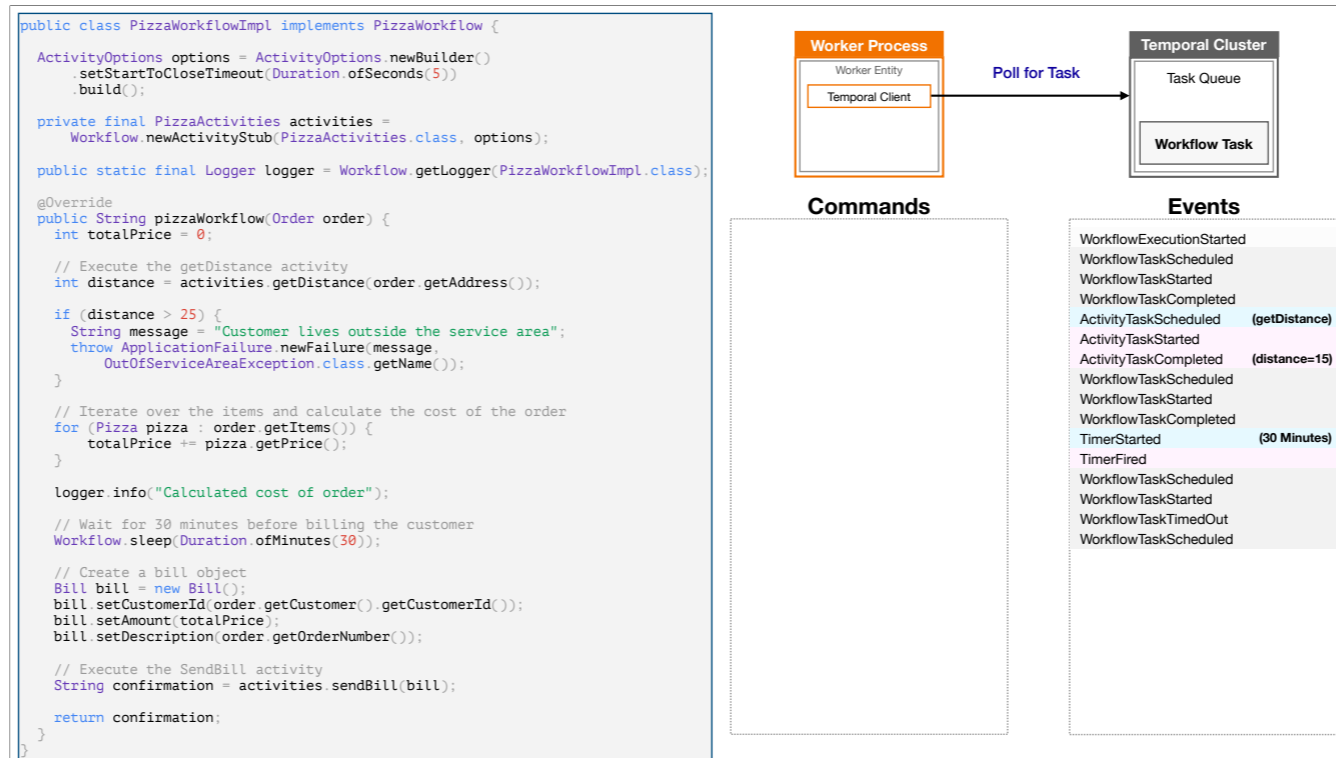 public class PizzaWorkflowImpl implements PizzaWorkflow {
ActivityOptions options = ActivityOptions.newBuilder()
.setStartToCloseTimeout(Duration.ofSeconds(5))
.build();
private final PizzaActivities activities =
Workflow.newActivityStub(PizzaActivities.class, options);
public static final Logger logger = Workflow.getLogger(PizzaWorkflowImpl.class);
@Override
public String pizzaWorkflow(Order order) {
int totalPrice = 0;
// Execute the getDistance activity
int distance = activities.getDistance(order.getAddress());
if (distance > 25) {
String message = "Customer lives outside the service area";
throw ApplicationFailure.newFailure(message,
OutOfServiceAreaException.class.getName());
}
// Iterate over the items and calculate the cost of the order
for (Pizza pizza : order.getItems()) {
totalPrice += pizza.getPrice();
}
logger.info("Calculated cost of order");
// Wait for 30 minutes before billing the customer
Workflow.sleep(Duration.ofMinutes(30));
// Create a bill object
Bill bill = new Bill();
bill.setCustomerId(order.getCustomer().getCustomerId());
bill.setAmount(totalPrice);
bill.setDescription(order.getOrderNumber());
// Execute the SendBill activity
String confirmation = activities.sendBill(bill);
return confirmation;
}
}
Worker Process
Worker Entity
Temporal Client
Poll for Task
Temporal Cluster
Task Queue
Workflow Task
Commands
Events
WorkflowExecutionStarted
WorkflowTaskScheduled
WorkflowTaskStarted
WorkflowTaskCompleted
ActivityTaskScheduled (getDistance)
ActivityTaskStarted
ActivityTaskCompleted (distance=15)
WorkflowTaskScheduled
WorkflowTaskStarted
WorkflowTaskCompleted
TimerStarted (30 Minutes)
TimerFired
WorkflowTaskScheduled
WorkflowTaskStarted
WorkflowTaskTimedOut
WorkflowTaskScheduled